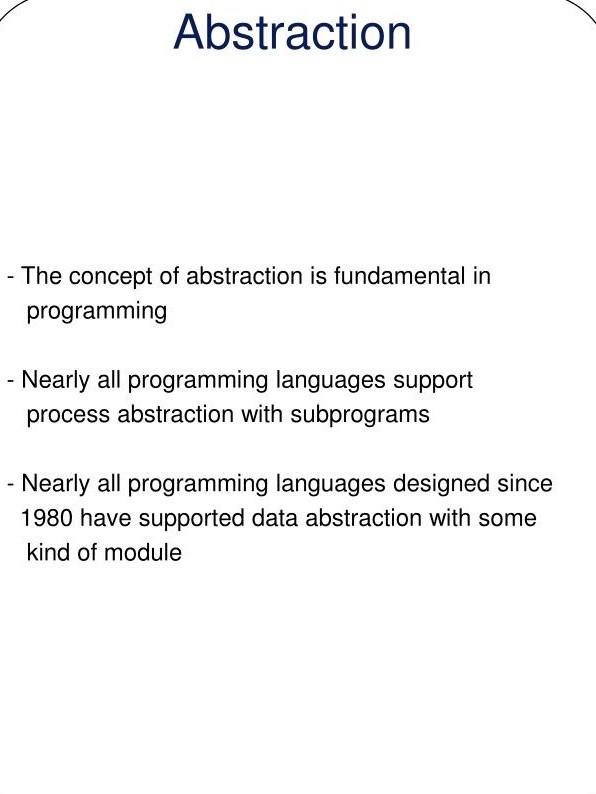 Abstraction
- The concept of abstraction is fundamental in
programming
- Nearly all programming languages support
process abstraction with subprograms
- Nearly all programming languages designed since
1980 have supported data abstraction with some
kind of module